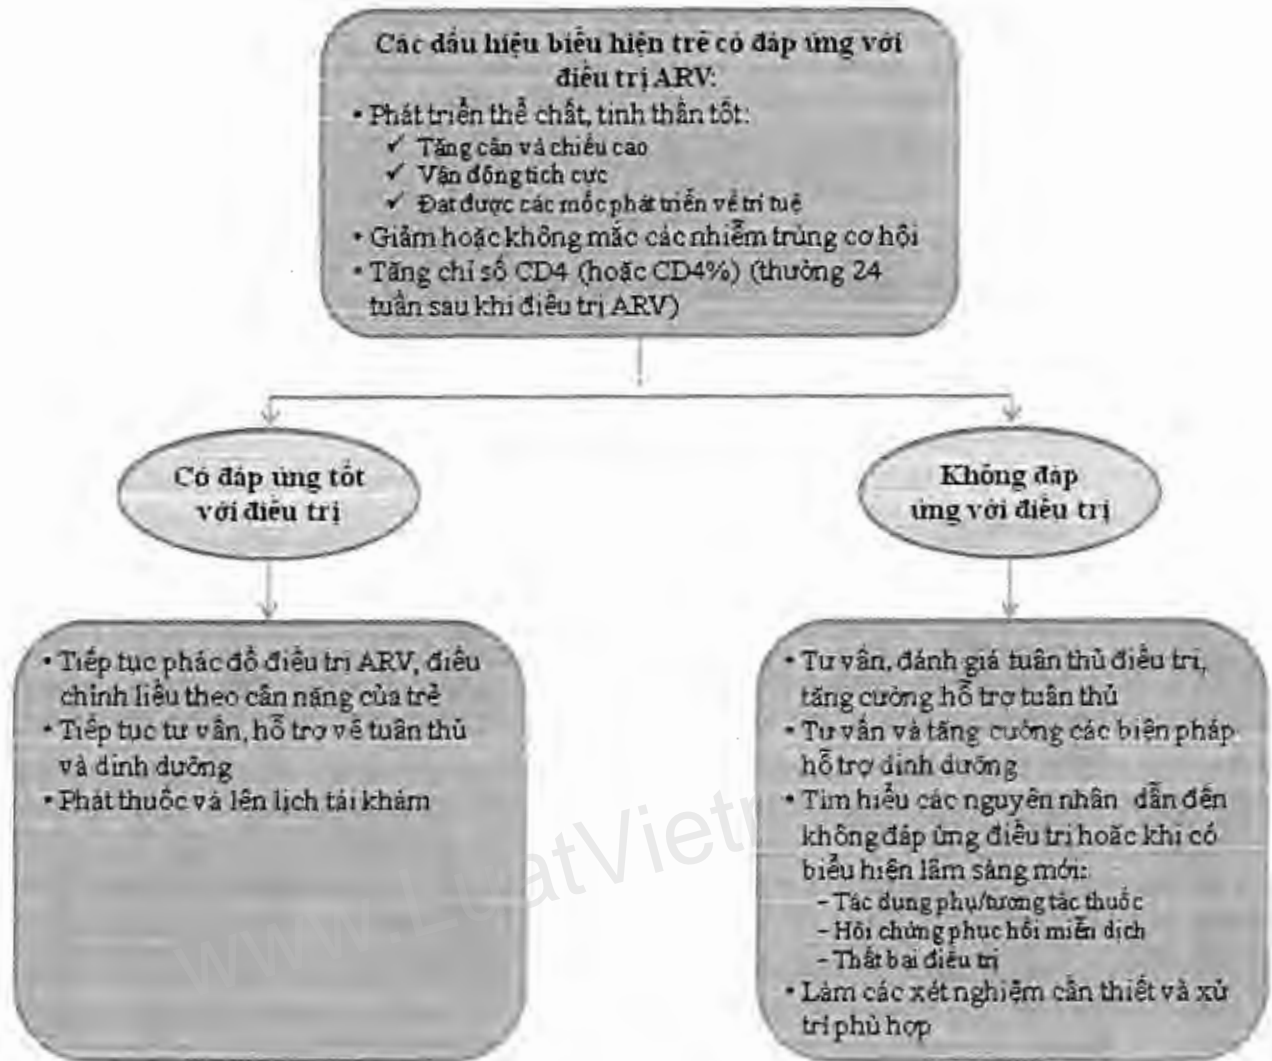 Các dấu hiệu biểu hiện trẻ có đáp ứng với
điều trị ARV:
• Phát triển thể chất, tinh thần tốt:
✓ Tăng cân và chiều cao
✓ Vận động tích cực
✓ Đạt được các mốc phát triển về trí tuệ
• Giảm hoặc không mắc các nhiễm trùng cơ hội
• Tăng chỉ số CD4 (hoặc CD4%) (thường 24
tuần sau khi điều trị ARV)
Có đáp ứng tốt
với điều trị
Không đáp
ứng với điều trị
• Tiếp tục phác đồ điều trị ARV, điều
chỉnh liều theo cân nặng của trẻ
• Tiếp tục tư vấn, hỗ trợ về tuân thủ
và dinh dưỡng
• Phát thuốc và lên lịch tái khám
• Tư vấn, đánh giá tuân thủ điều trị,
tăng cường hỗ trợ tuân thủ
• Tư vấn và tăng cường các biện pháp
hỗ trợ dinh dưỡng
• Tìm hiểu các nguyên nhân dẫn đến
không đáp ứng điều trị hoặc khi có
biểu hiện lâm sàng mới:
- Tác dụng phụ/tương tác thuốc
- Hội chứng phục hồi miễn dịch
- Thất bại điều trị
• Làm các xét nghiệm cần thiết và xử
trí phù hợp
www.LuatVietn